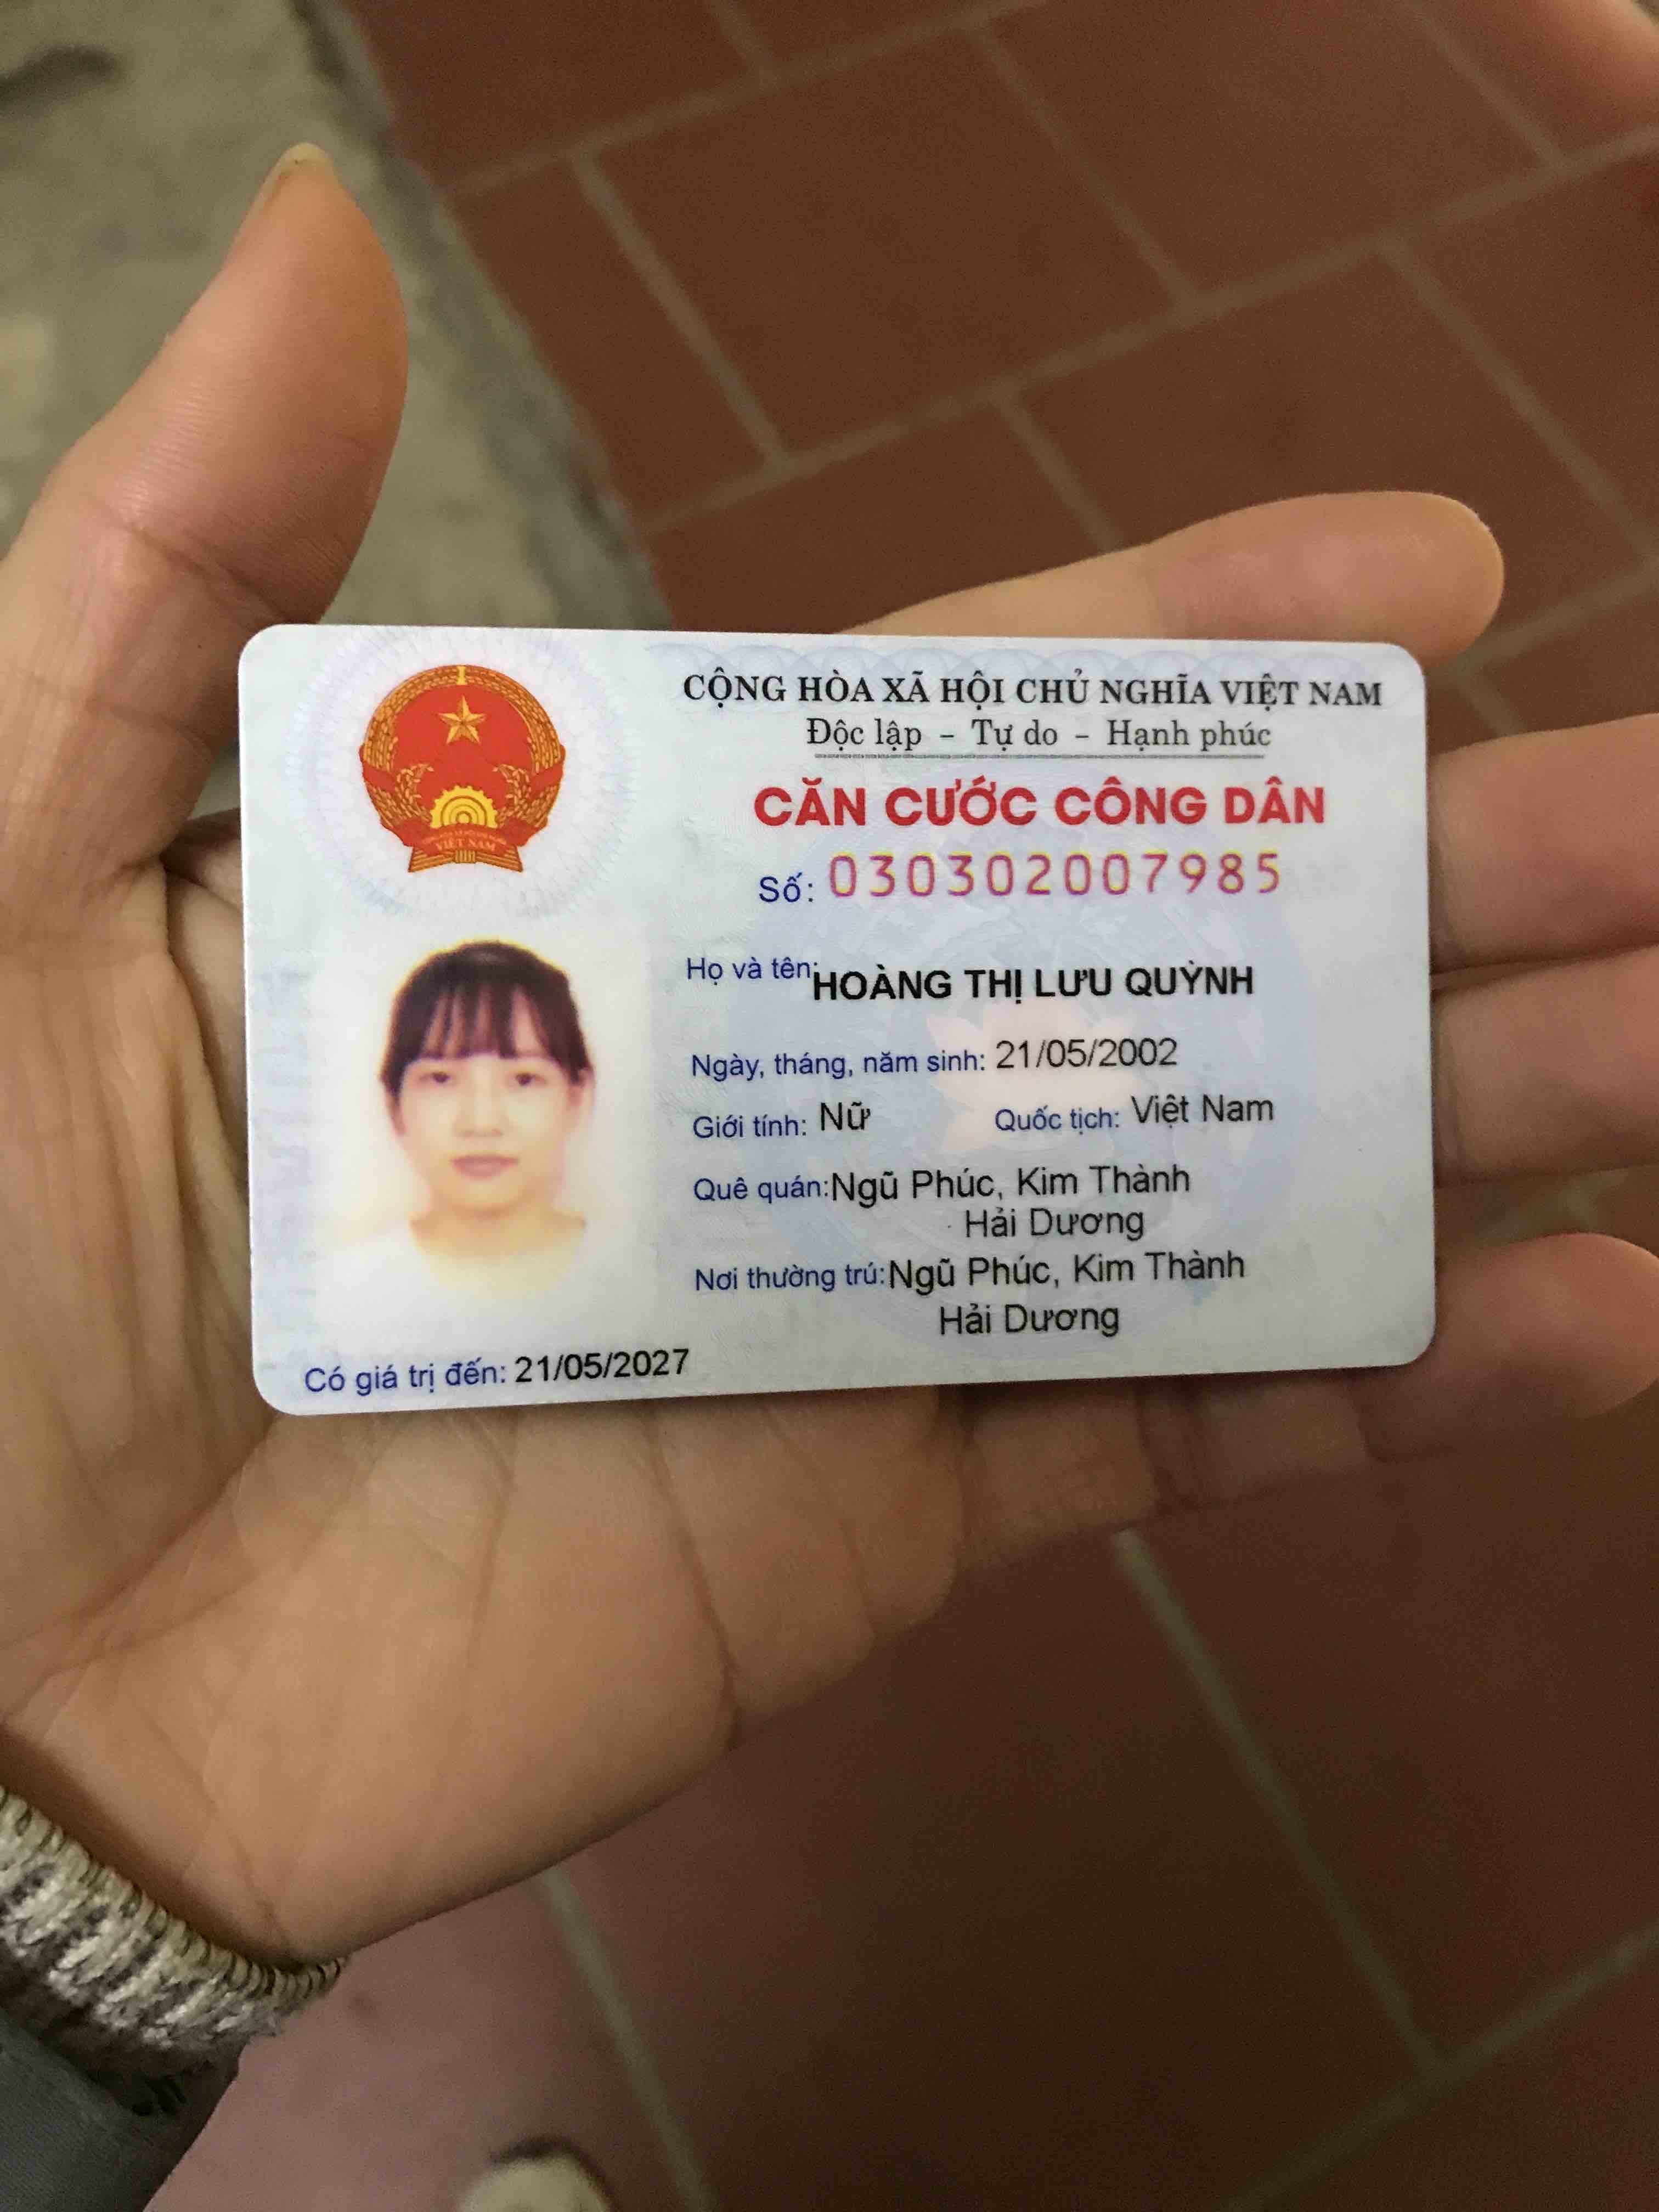 CỘNG HÒA XÃ HỘI CHỦ NGHĨA VIỆT NAM
Độc lập - Tự do - Hạnh phúc
CĂN CƯỚC CÔNG DÂN
Số: 030302007985
Họ và tên: HOÀNG THỊ LƯU QUỲNH
Ngày, tháng, năm sinh: 21/05/2002
Giới tính: Nữ Quốc tịch: Việt Nam
Quê quán: Ngũ Phúc, Kim Thành
Hải Dương
Nơi thường trú: Ngũ Phúc, Kim Thành
Hải Dương
Có giá trị đến: 21/05/2027
VIỆT NAM